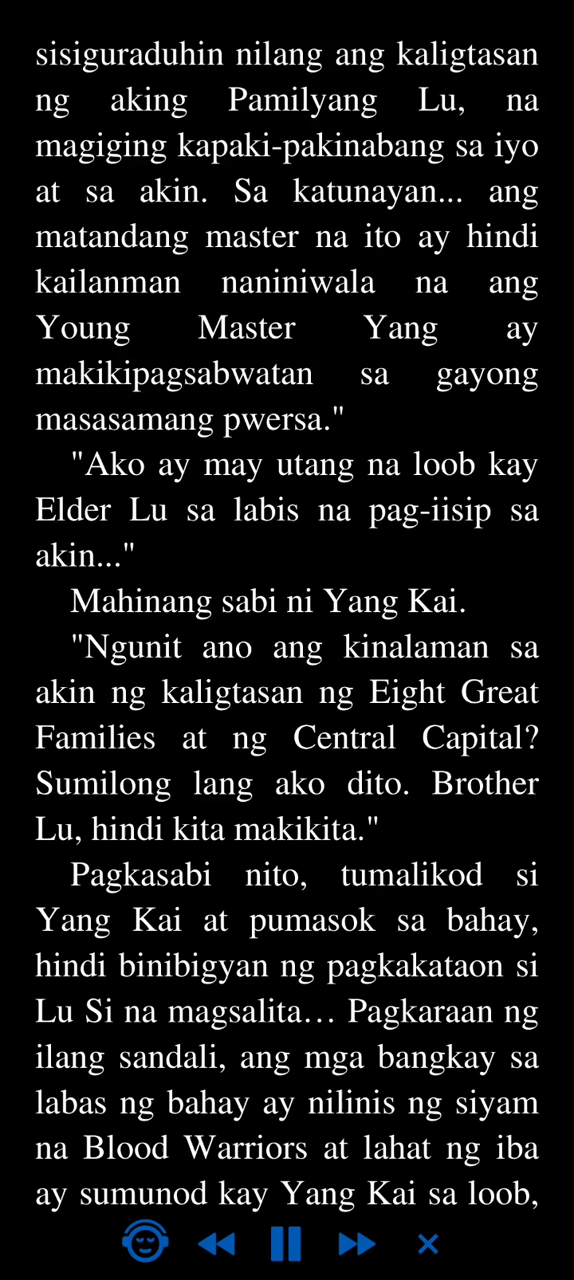 sisiguraduhin nilang ang kaligtasan
ng aking Pamilyang Lu, na
magiging kapaki-pakinabang sa iyo
at sa akin. Sa katunayan... ang
matandang master na ito ay hindi
kailanman naniniwala na ang
Young Master Yang ay
makikipagsabwatan sa gayong
masasamang pwersa."
"Ako ay may utang na loob kay
Elder Lu sa labis na pag-iisip sa
akin..."
Mahinang sabi ni Yang Kai.
"Ngunit ano ang kinalaman sa
akin ng kaligtasan ng Eight Great
Families at ng Central Capital?
Sumilong lang ako dito. Brother
Lu, hindi kita makikita."
Pagkasabi nito, tumalikod si
Yang Kai at pumasok sa bahay,
hindi binibigyan ng pagkakataon si
Lu Si na magsalita… Pagkaraan ng
ilang sandali, ang mga bangkay sa
labas ng bahay ay nilinis ng siyam
na Blood Warriors at lahat ng iba
ay sumunod kay Yang Kai sa loob,